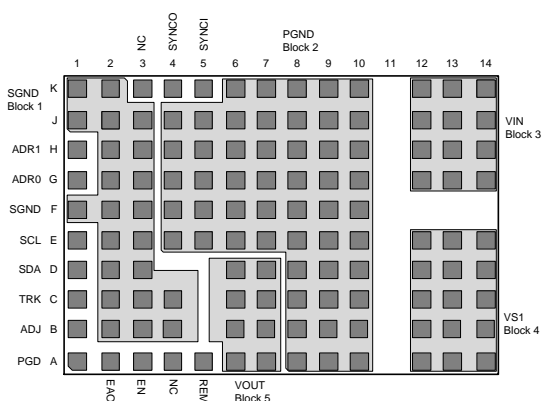 NC
SYNCO
SYNCI
PGND
Block 2
1 2 3 4 5 6 7 8 9 10 11 12 13 14
SGND
Block 1
K
J
ADR1 H
ADR0 G
SGND F
SCL E
SDA D
TRK C
ADJ B
PGD A
VIN
Block 3
VS1
Block 4
EAO
EN
NC
REM
VOUT
Block 5